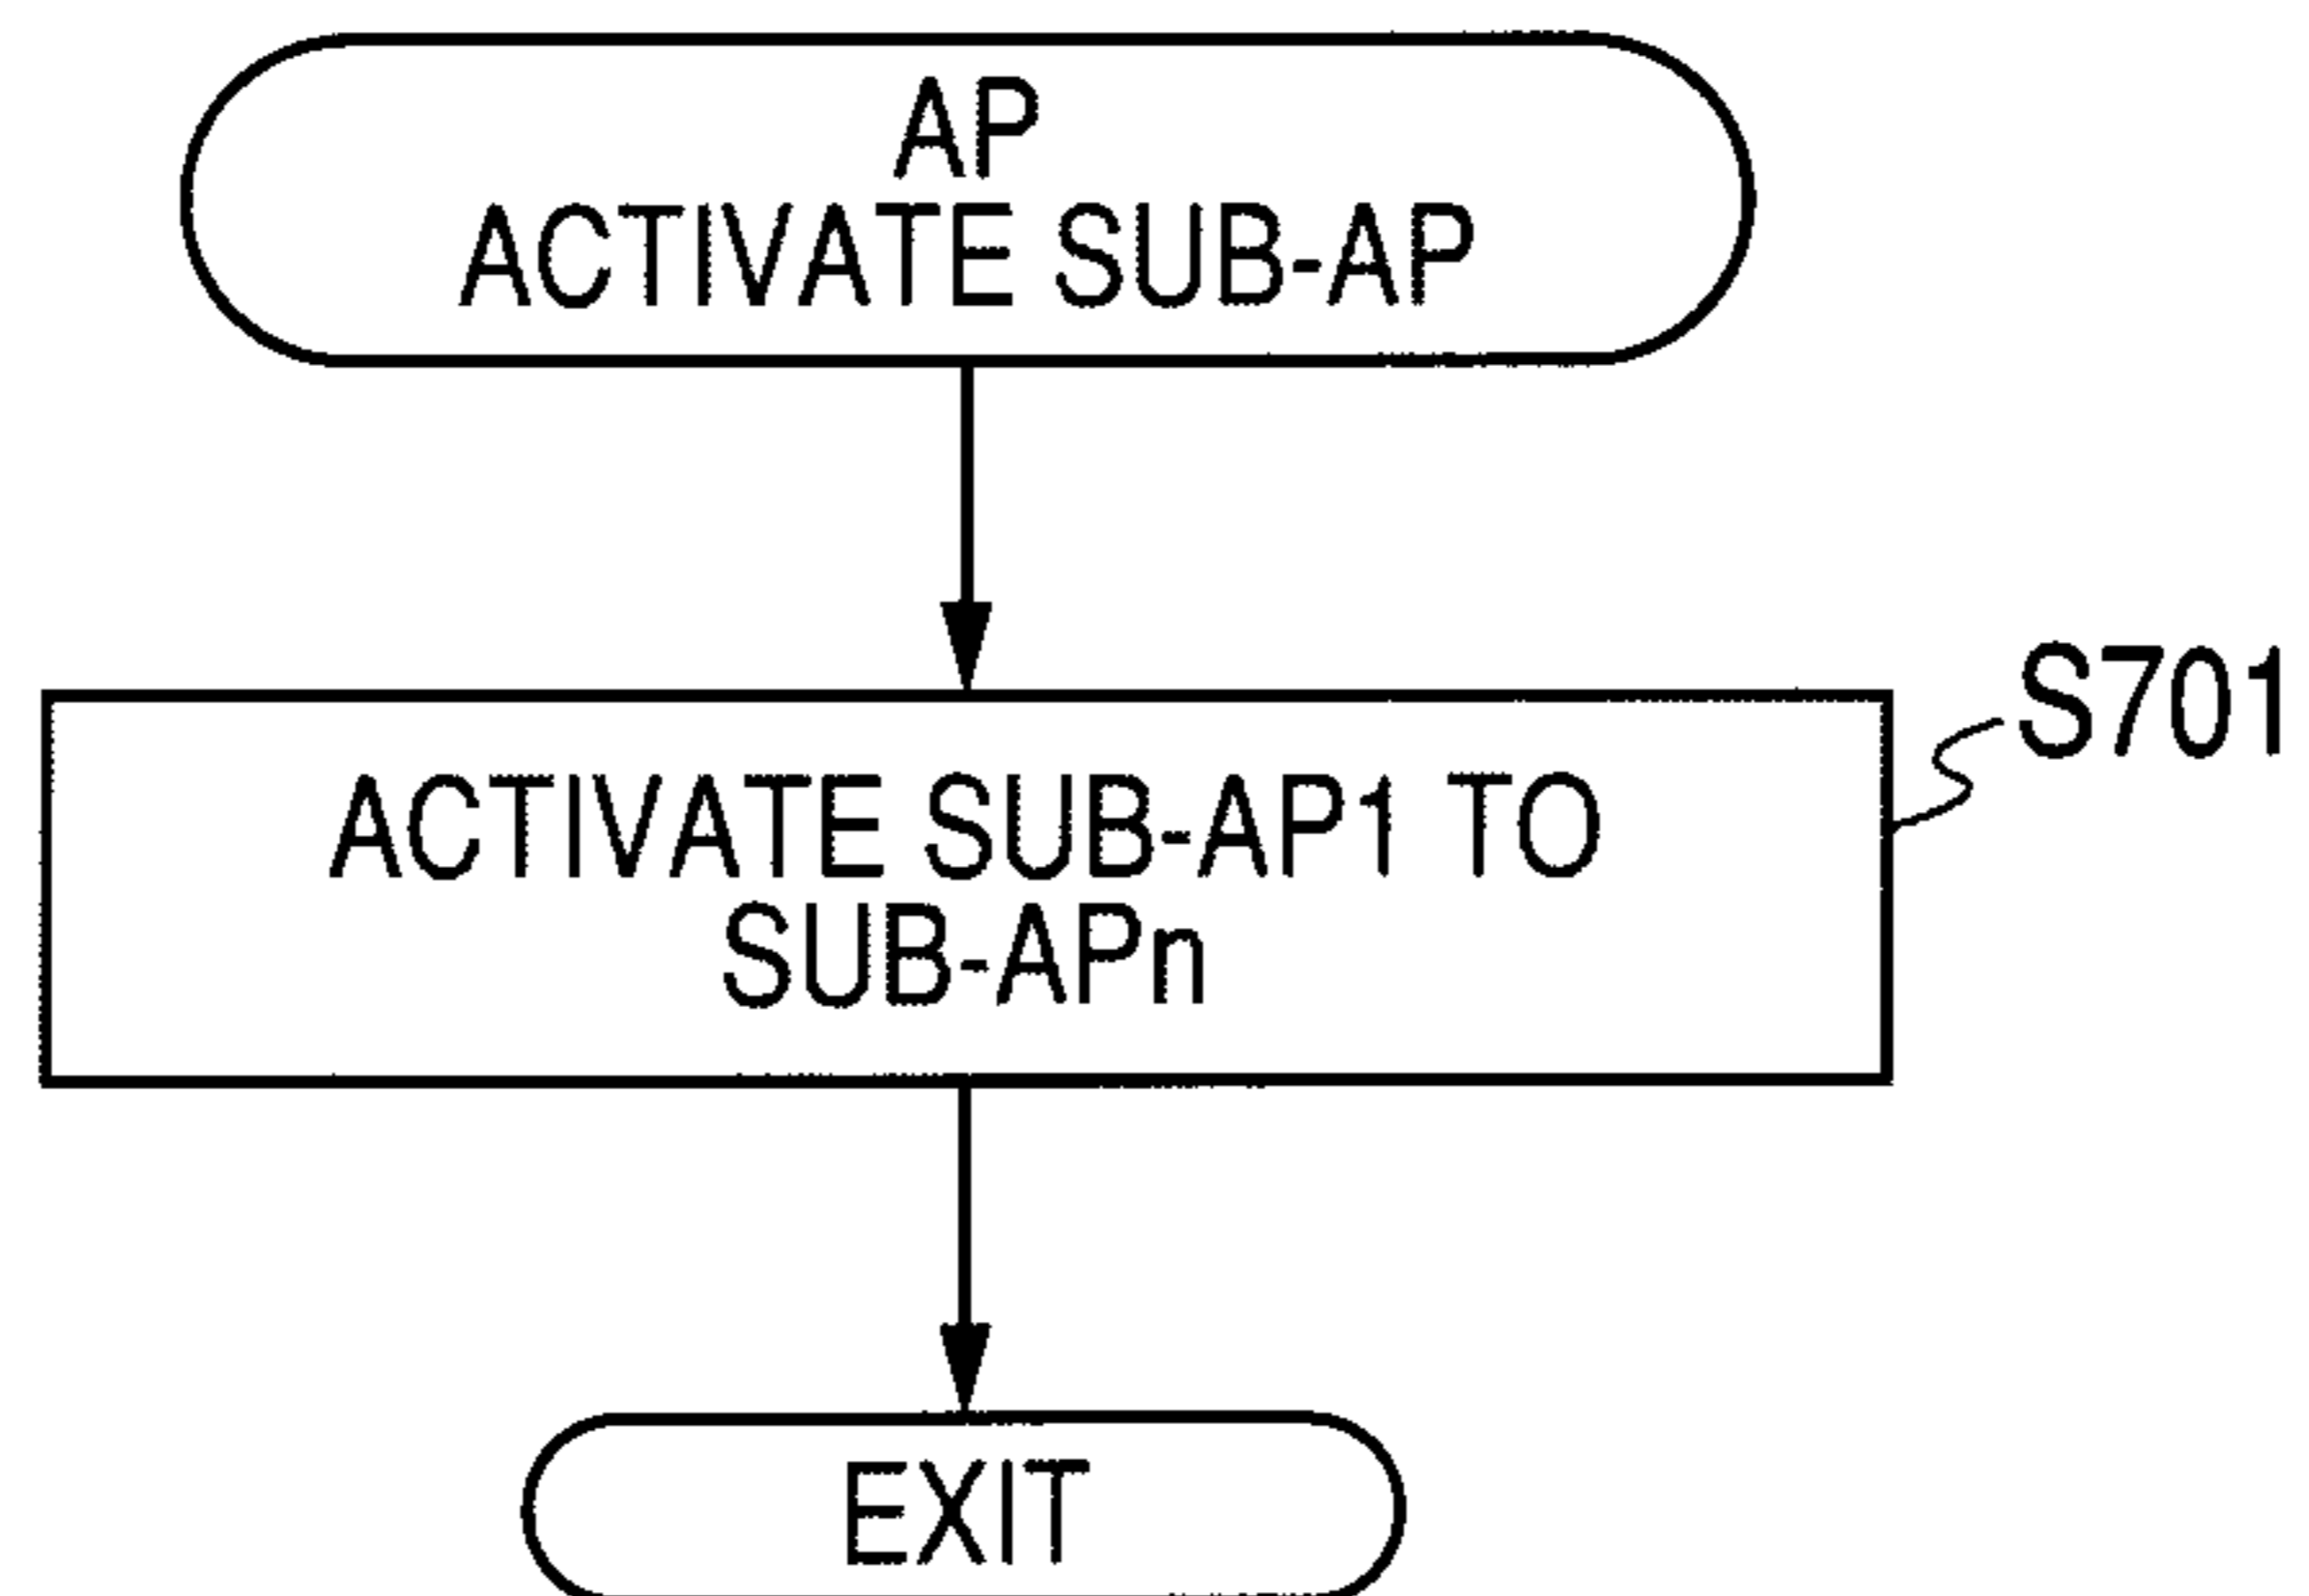 AP
ACTIVATE SUB-AP
S701
ACTIVATE SUB-AP1 TO
SUB-APn
EXIT